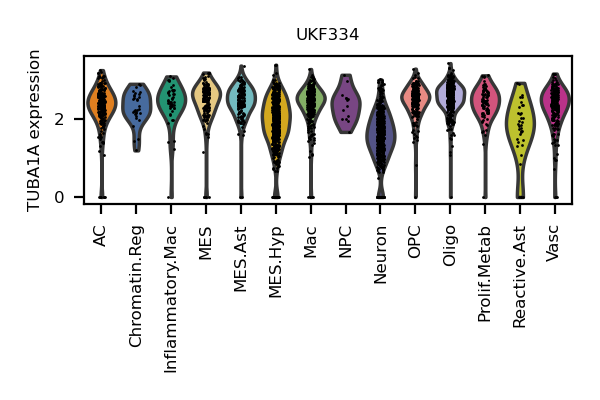 UKF334
TUBA1A expression
2
0
AC
Chromatin.Reg
Inflammatory.Mac
MES
MES.Ast
MES.Hyp
Mac
NPC
Neuron
OPC
Oligo
Prolif.Metab
Reactive.Ast
Vasc